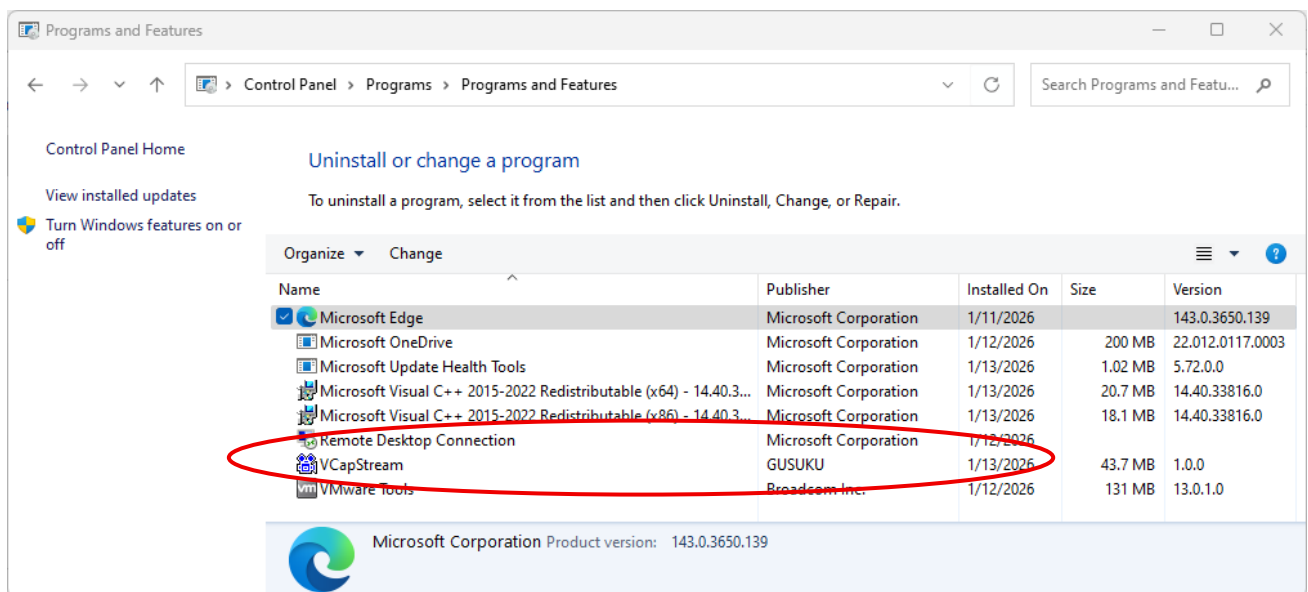 Programs and Features
Control Panel > Programs > Programs and Features
Search Programs and Featu...
Control Panel Home
View installed updates
Turn Windows features on or
off
Uninstall or change a program
To uninstall a program, select it from the list and then click Uninstall, Change, or Repair.
Organize Change
Name Publisher Installed On Size Version
Microsoft Edge Microsoft Corporation 1/11/2026 143.0.3650.139
Microsoft OneDrive Microsoft Corporation 1/12/2026 200 MB 22.012.0117.0003
Microsoft Update Health Tools Microsoft Corporation 1/13/2026 1.02 MB 5.72.0.0
Microsoft Visual C++ 2015-2022 Redistributable (x64) - 14.40.3... Microsoft Corporation 1/13/2026 20.7 MB 14.40.33816.0
Microsoft Visual C++ 2015-2022 Redistributable (x86) - 14.40.3... Microsoft Corporation 1/13/2026 18.1 MB 14.40.33816.0
Remote Desktop Connection Microsoft Corporation 1/12/2026
VCapStream GUSUKU 1/13/2026 43.7 MB 1.0.0
vm VMware Tools Broadcom Inc. 1/12/2026 131 MB 13.0.1.0
Microsoft Corporation Product version: 143.0.3650.139